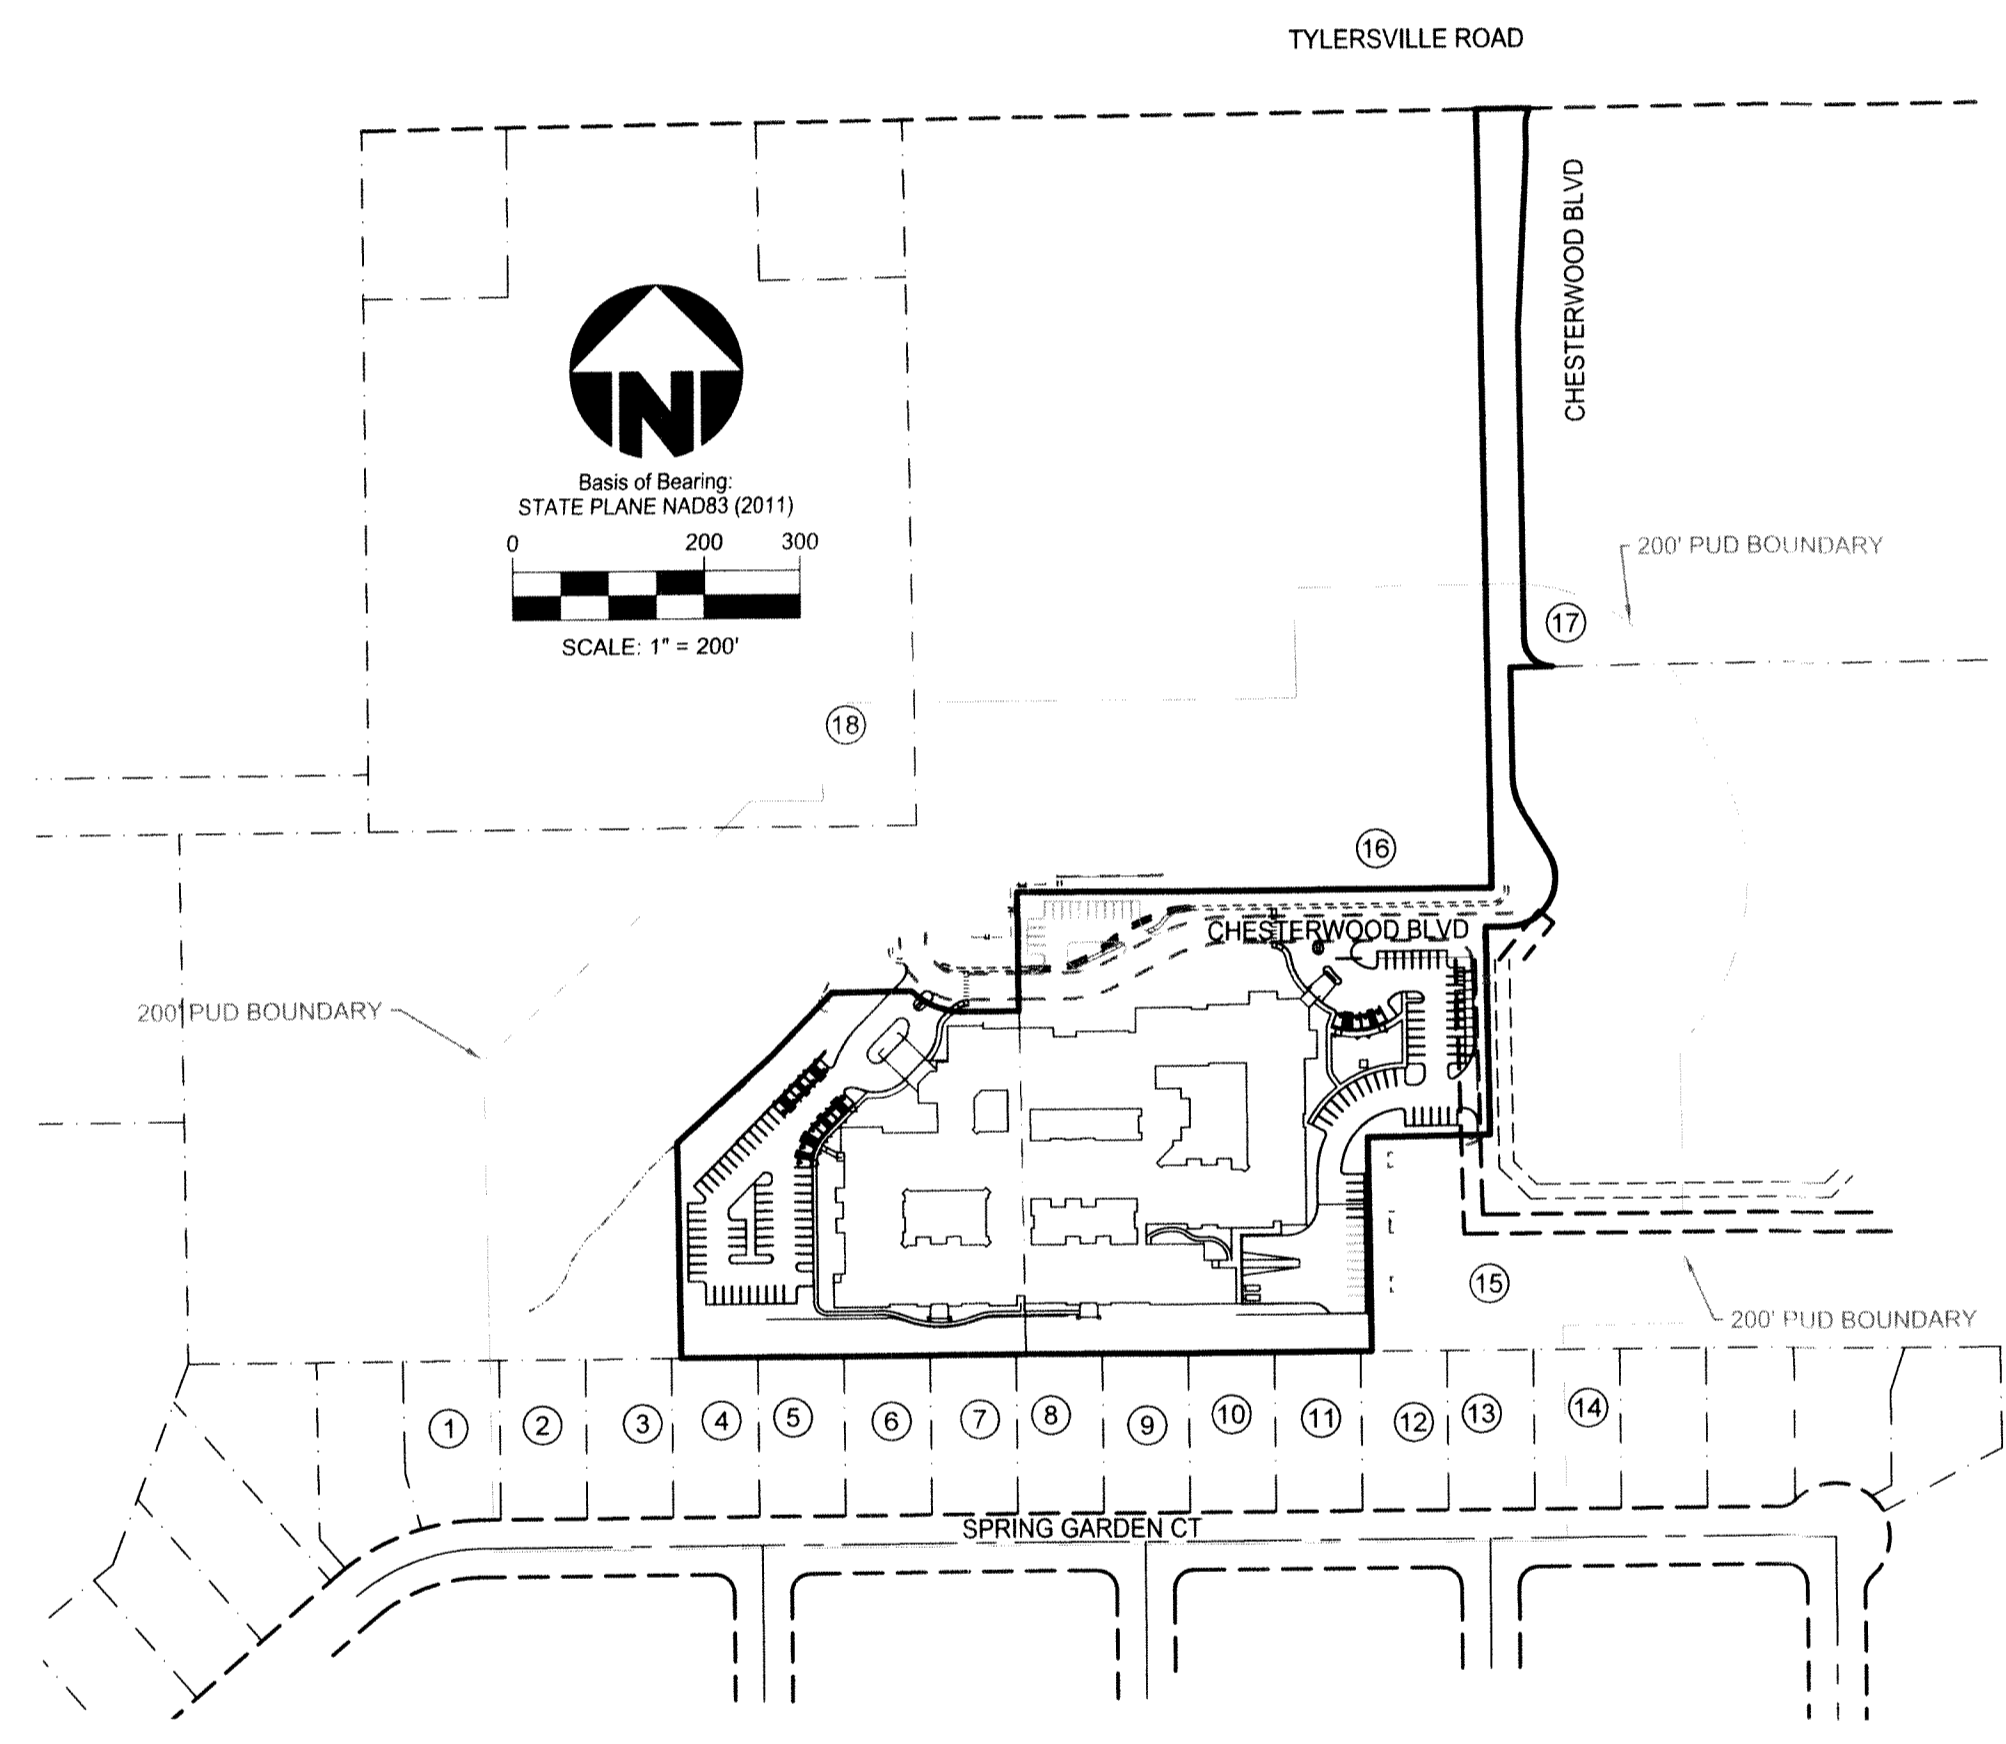 TYLERSVILLE ROAD
CHESTERWOOD BLVD
N
Basis of Bearing:
STATE PLANE NAD83 (2011)
0 200 300
SCALE: 1" = 200'
200' PUD BOUNDARY
17
18
16
CHESTERWOOD BLVD
200' PUD BOUNDARY
15
200' PUD BOUNDARY
1 2 3 4 5 6 7 8 9 10 11 12 13 14
SPRING GARDEN CT